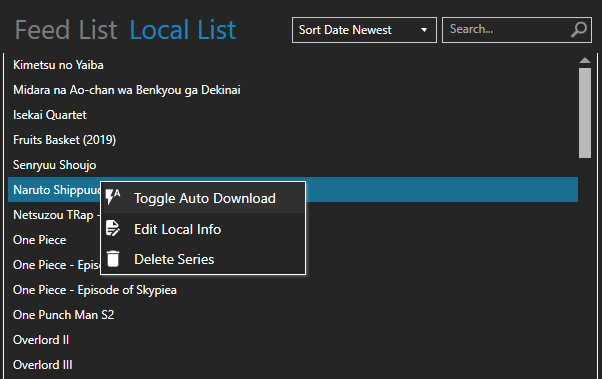 Feed List Local List
Sort Date Newest
Search...
Kimetsu no Yaiba
Midara na Ao-chan wa Benkyou ga Dekinai
Isekai Quartet
Fruits Basket (2019)
Senryuu Shoujo
Naruto
Toggle Auto Download
Netsuzou TRap -
Edit Local Info
One Piece
Delete Series
One Piece -
One Piece - Episode of Skypiea
One Punch Man S2
Overlord II
Overlord III